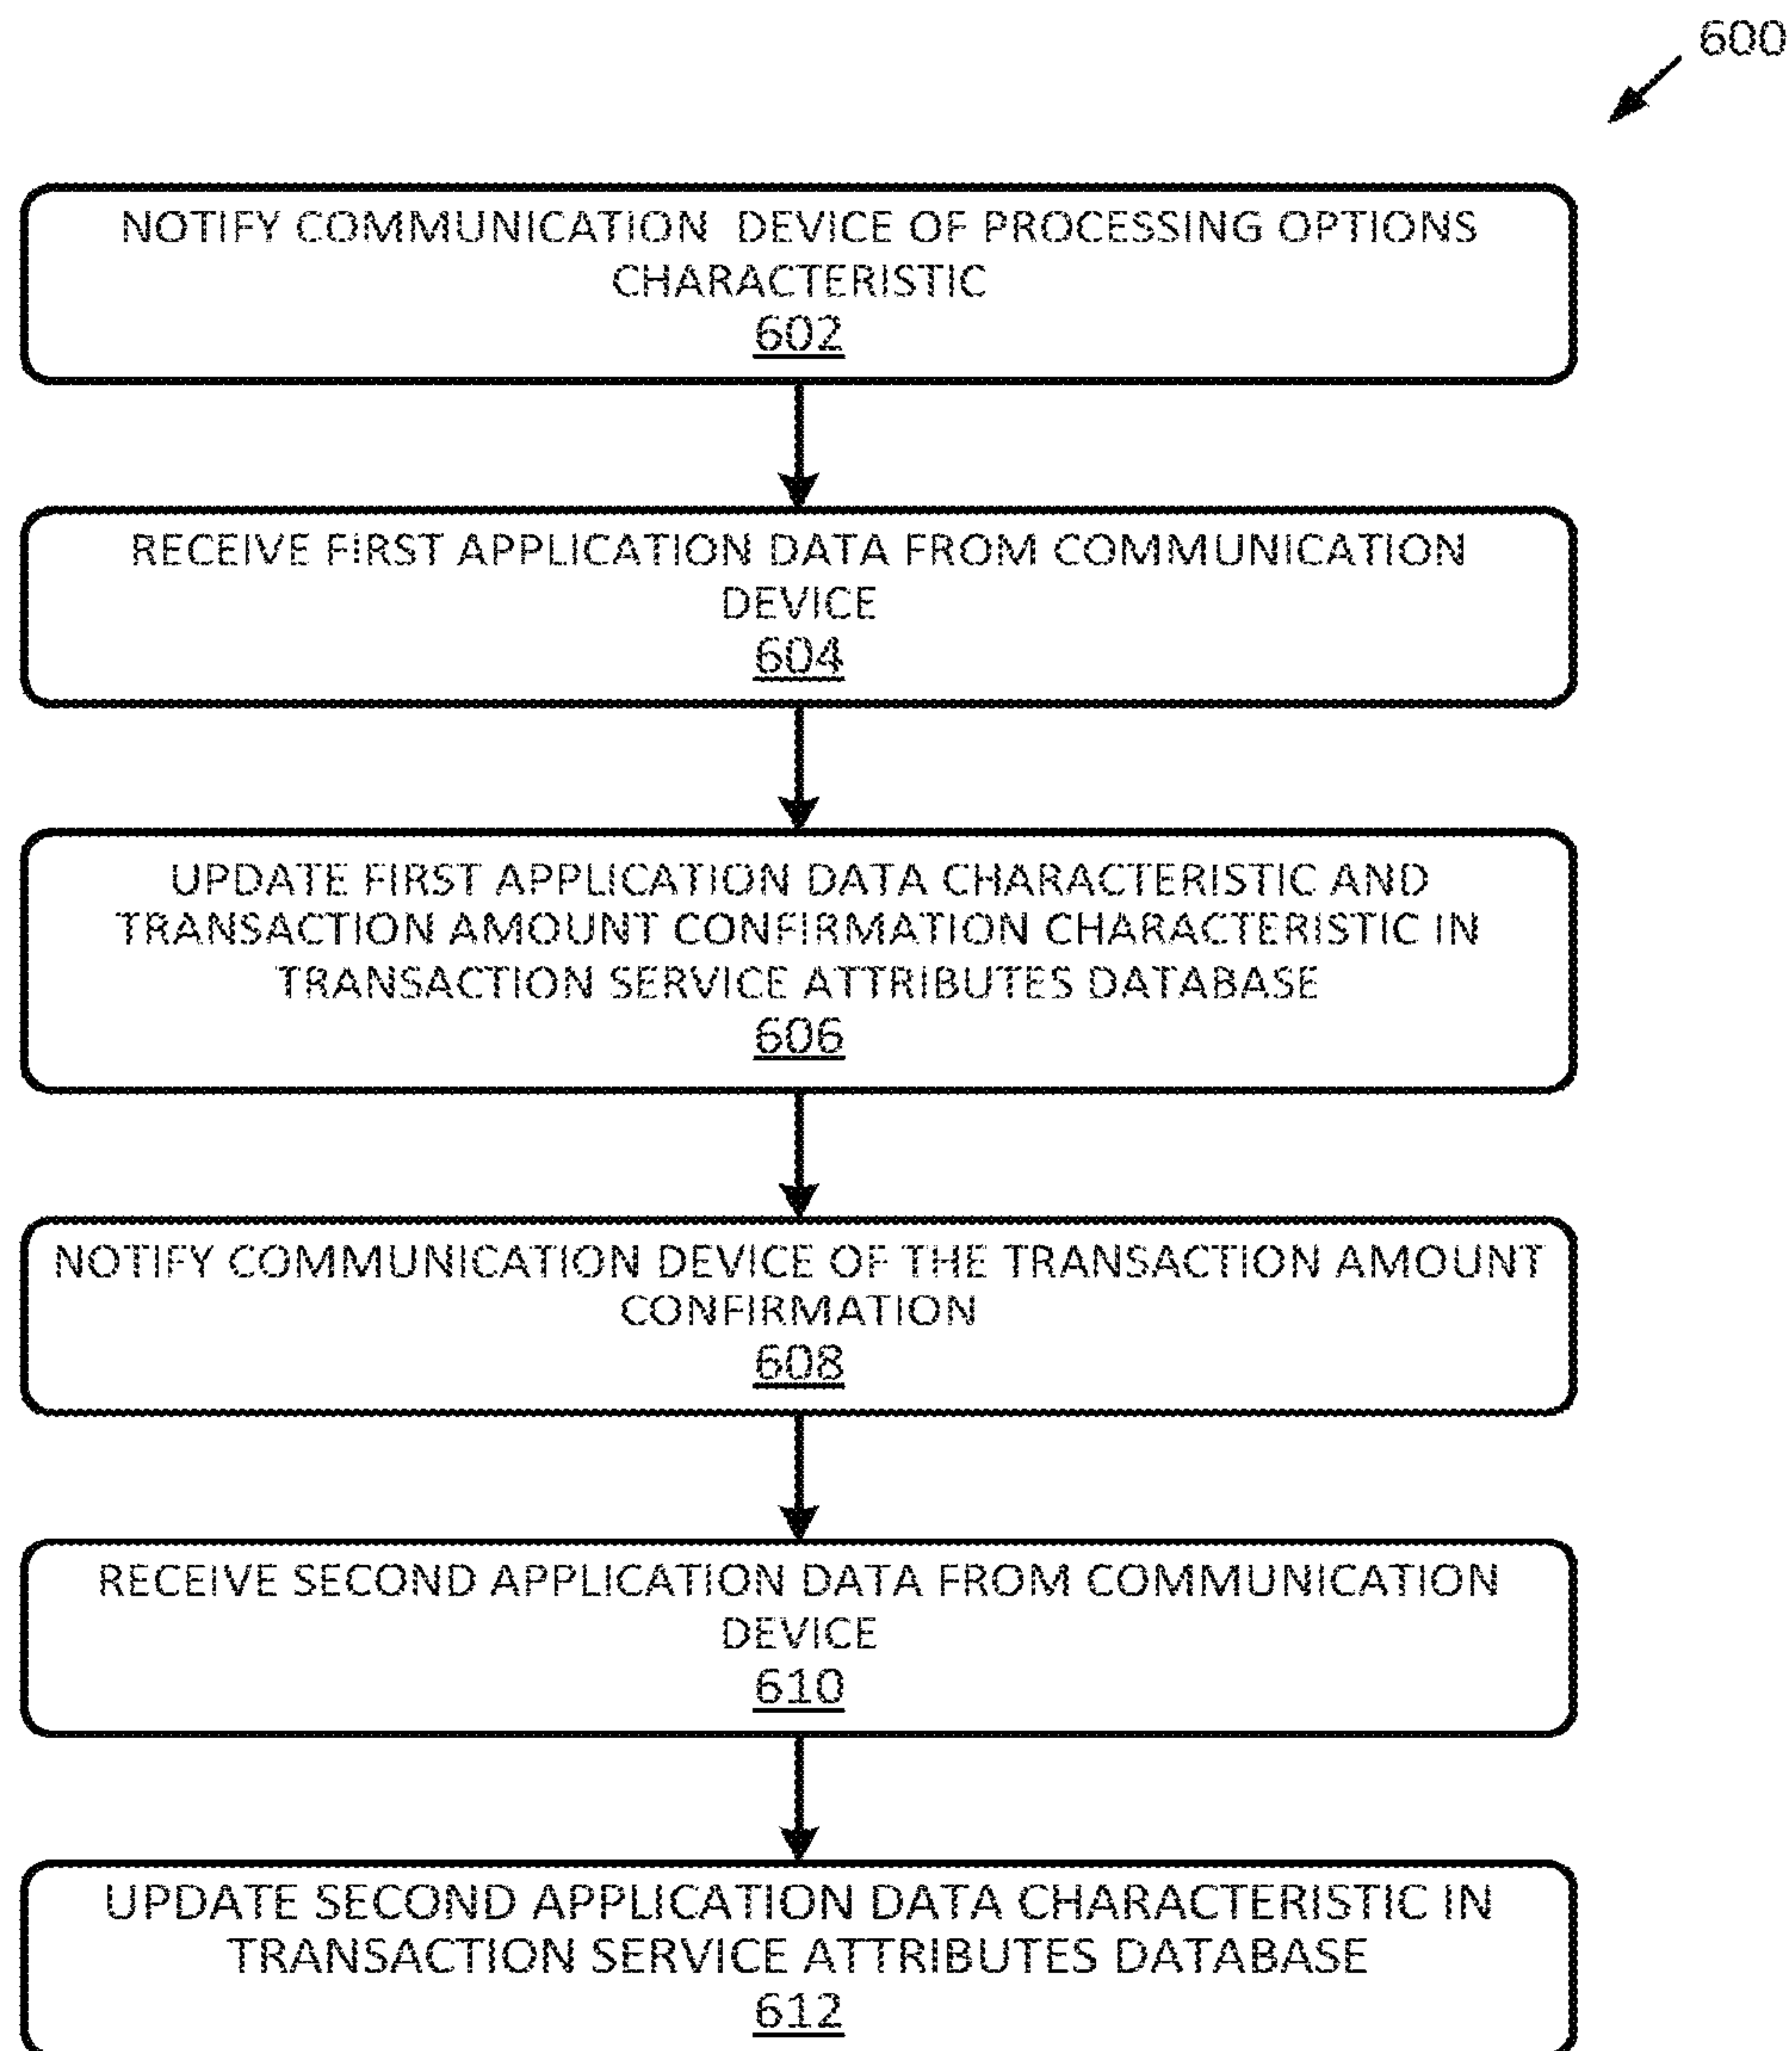 600
NOTIFY COMMUNICATION DEVICE OF PROCESSING OPTIONS
CHARACTERISTIC
602
RECEIVE FIRST APPLICATION DATA FROM COMMUNICATION
DEVICE
604
UPDATE FIRST APPLICATION DATA CHARACTERISTIC AND
TRANSACTION AMOUNT CONFIRMATION CHARACTERISTIC IN
TRANSACTION SERVICE ATTRIBUTES DATABASE
606
NOTIFY COMMUNICATION DEVICE OF THE TRANSACTION AMOUNT
CONFIRMATION
608
RECEIVE SECOND APPLICATION DATA FROM COMMUNICATION
DEVICE
610
UPDATE SECOND APPLICATION DATA CHARACTERISTIC IN
TRANSACTION SERVICE ATTRIBUTES DATABASE
612